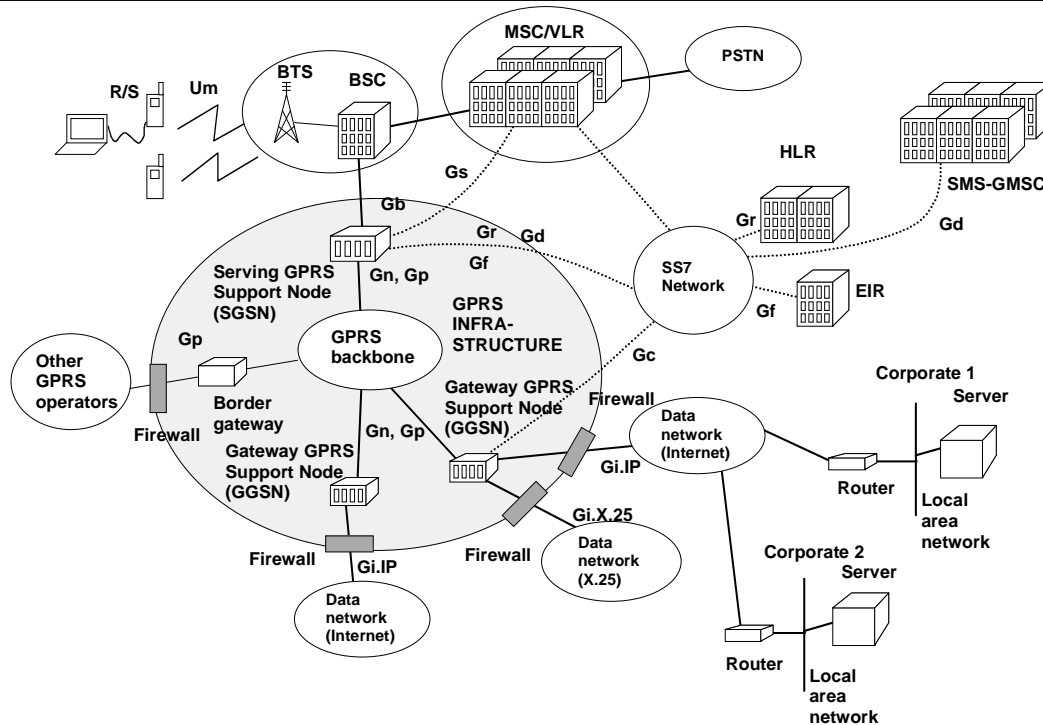 MSC/VLR
PSTN
BTS
BSC
R/S
Um
HLR
SMS-GMSC
Gs
Gb
Gr
Gd
Gr
Gd
Gf
SS7
Network
EIR
Gf
Gn, Gp
Serving GPRS
Support Node
(SGSN)
GPRS
INFRA-
STRUCTURE
Gp
GPRS
backbone
Gc
Other
GPRS
operators
Border
gateway
Firewall
Gateway GPRS
Support Node
(GGSN)
Firewall
Corporate 1
Server
Gn, Gp
Data
network
(Internet)
Gateway GPRS
Support Node
(GGSN)
Gi.IP
Router
Local
area
network
Gi.X.25
Firewall
Data
network
(X.25)
Firewall
Gi.IP
Corporate 2
Server
Data
network
(Internet)
Router
Local
area
network